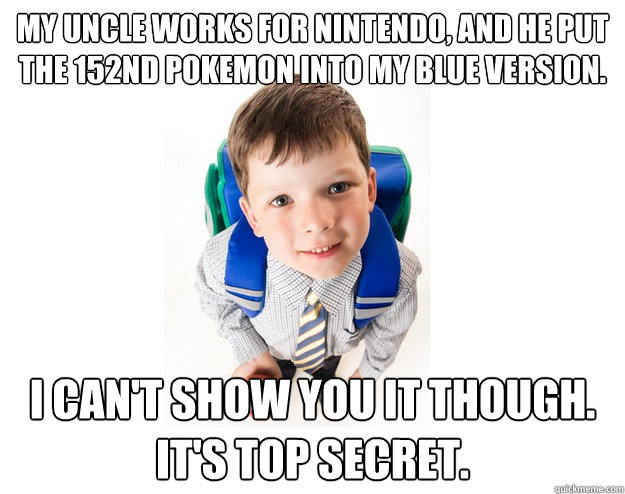 MY UNCLE WORKS FOR NINTENDO, AND HE PUT
THE 152ND POKEMON INTO MY BLUE VERSION.
I CAN'T SHOW YOU IT THOUGH.
IT'S TOP SECRET.
quickmeme.com